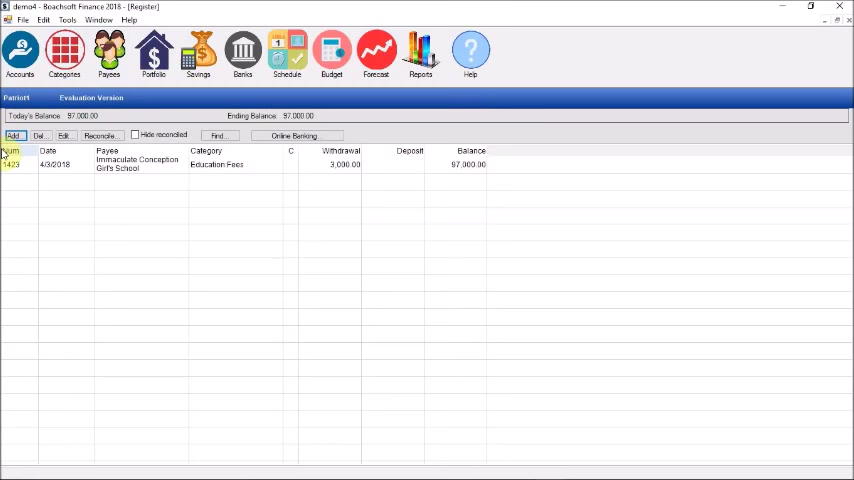 demo4 - Boachsoft Finance 2018 - [Register]
File Edit Tools Window Help
Accounts Categories Payees Portfolio Savings Banks Schedule Budget Forecast Reports Help
Patriot1 Evaluation Version
Today's Balance: 97,000.00 Ending Balance: 97,000.00
Add... Del... Edit... Reconcile... Hide reconciled Find... Online Banking...
Num Date Payee Category C Withdrawal Deposit Balance
1423 4/3/2018 Immaculate Conception Education:Fees 3,000.00 97,000.00
Girl's School